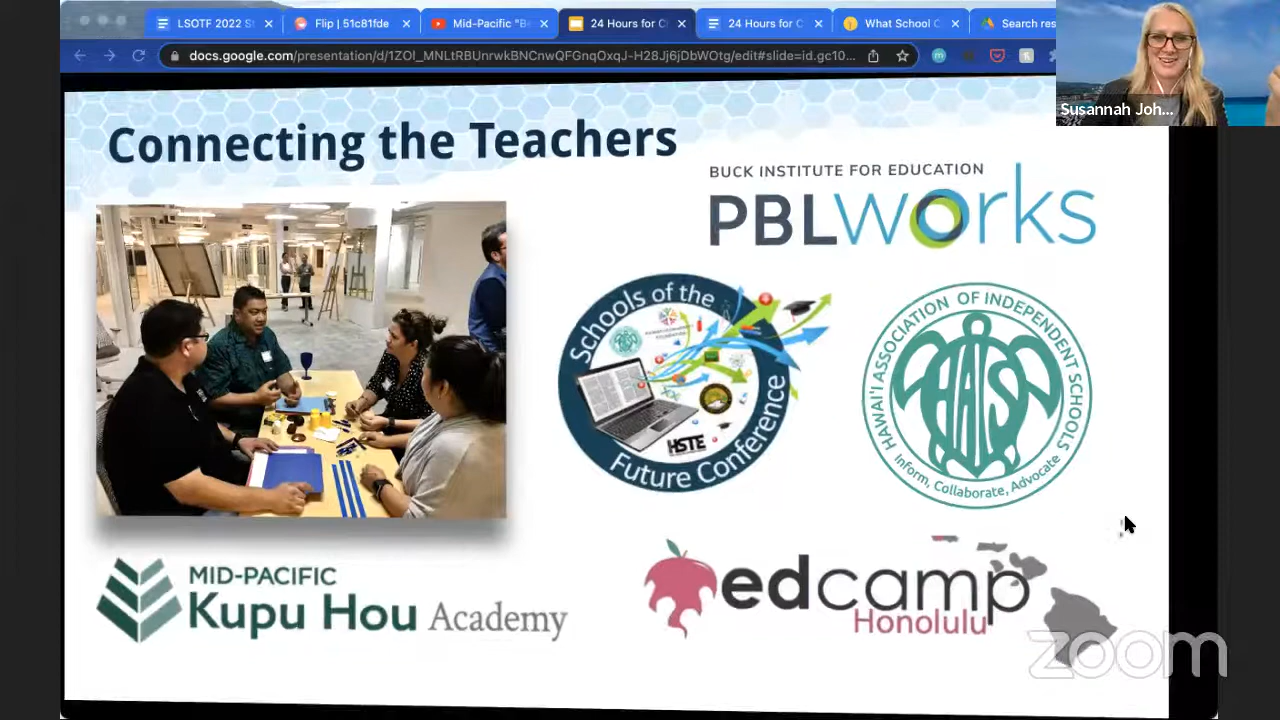 LSOTF 2022 S
Flip | 51c81fde
Mid-Pacific "B
24 Hours for C
24 Hours for C
What School C
Search res
docs.google.com/presentation/d/1ZOl_MNLtRBUnrwkBNCnwQFGnqOxqJ-H28Jj6jDbWOtg/edit#slide=id.gc10...
Susannah Joh...
Connecting the Teachers
BUCK INSTITUTE FOR EDUCATION
PBLWorks
Schools of the
Future Conference
HSTE
HAWAI'I ASSOCIATION OF INDEPENDENT SCHOOLS
HAIS
Inform, Collaborate, Advocate
MID-PACIFIC
Kupu Hou Academy
edcamp
Honolulu
zoom